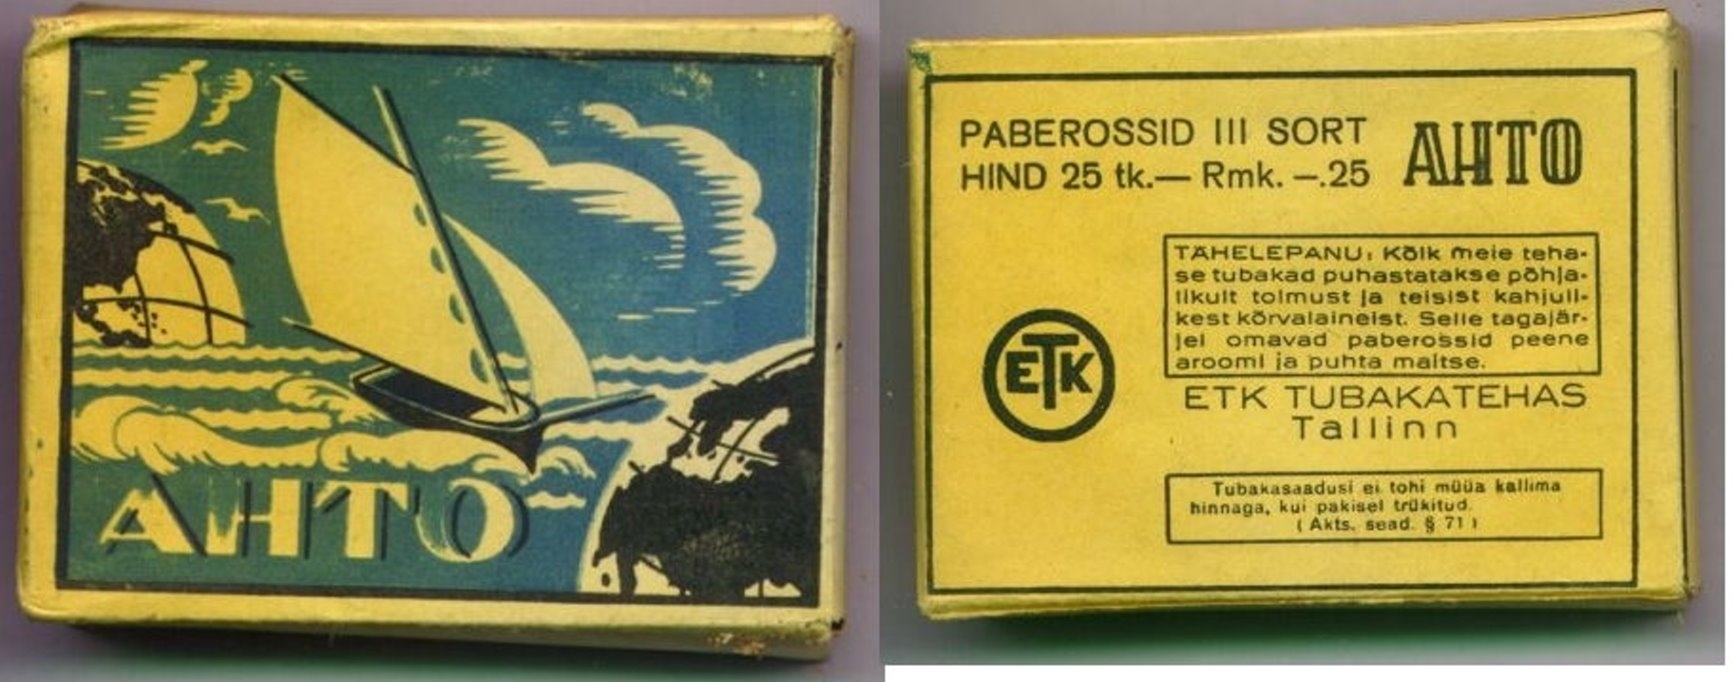 AHTO
PABEROSSID III SORT
HIND 25 tk.— Rmk. —.25
AHTO
TÄHELEPANU: Kõik meie teha-
se tubakad puhastatakse põhja-
likult tolmust ja teisist kahjuli-
kest kõrvalaineist. Selle tagajär-
jel omavad paberossid peene
aroomi ja puhta maitse.
ETK
ETK TUBAKATEHAS
Tallinn
Tubakasaadusi ei tohi müüa kallima
hinnaga, kui pakisel trükitud.
(Akts. sead. § 71)